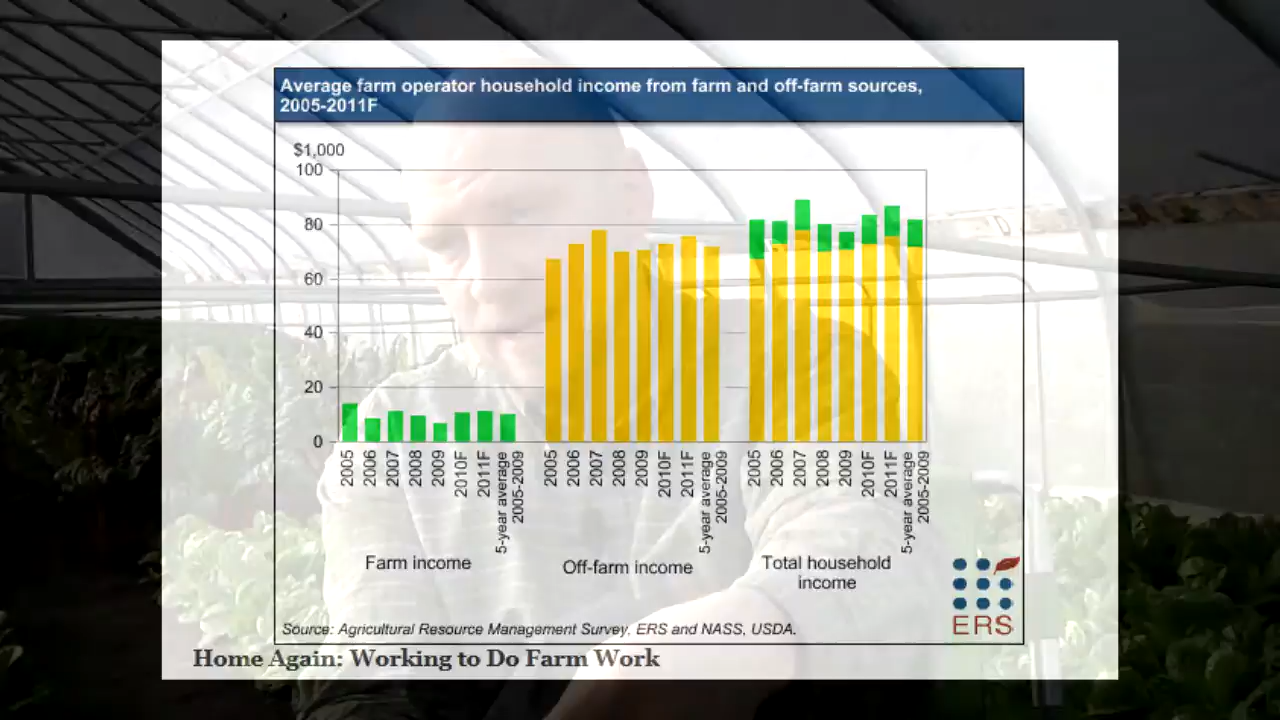 Average farm operator household income from farm and off-farm sources,
2005-2011F
$1,000
100
80
60
40
20
0
2005 2006 2007 2008 2009 2010F 2011F 5-year average 2005-2009
2005 2006 2007 2008 2009 2010F 2011F 5-year average 2005-2009
2005 2006 2007 2008 2009 2010F 2011F 5-year average 2005-2009
Farm income
Off-farm income
Total household
income
ERS
Source: Agricultural Resource Management Survey, ERS and NASS, USDA.
Home Again: Working to Do Farm Work